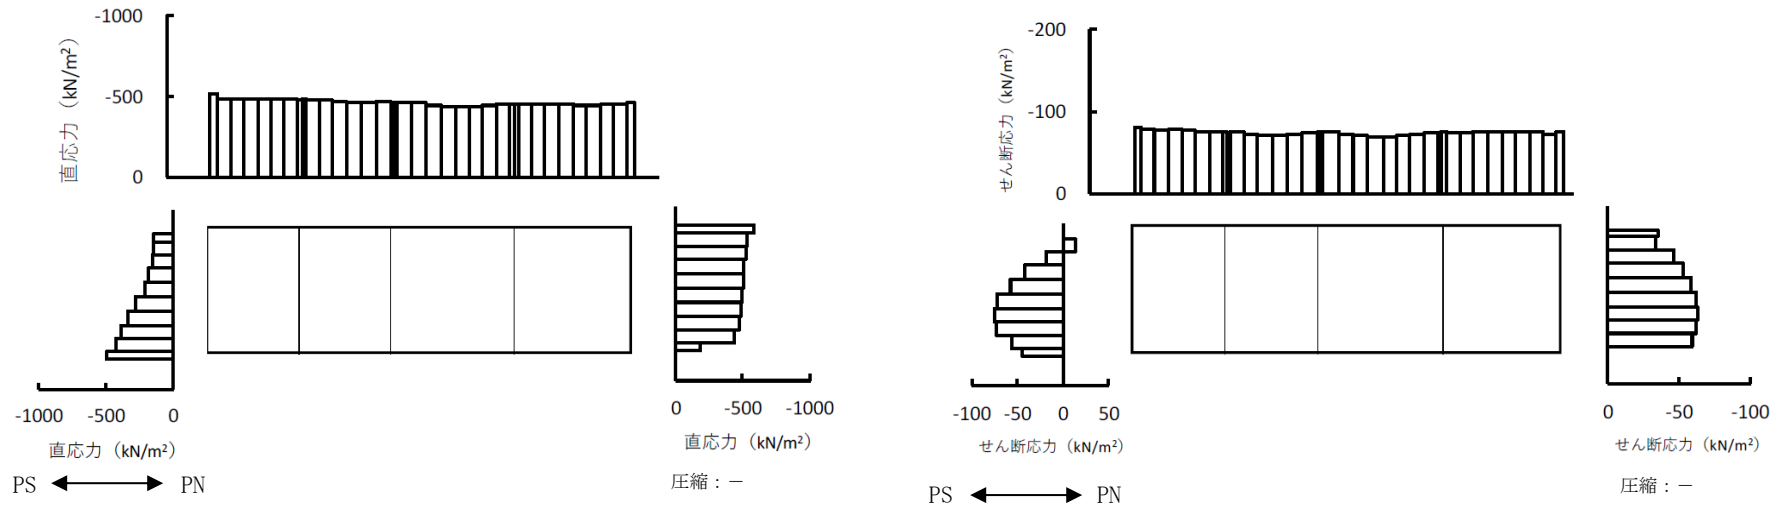 -1000
-500
0
直応力（kN/m²）
-1000 -500 0
直応力（kN/m²）
PS PN
0 -500 -1000
直応力（kN/m²）
圧縮：－
-200
-100
0
せん断応力（kN/m²）
-100 -50 0 50
せん断応力（kN/m²）
PS PN
0 -50 -100
せん断応力（kN/m²）
圧縮：－